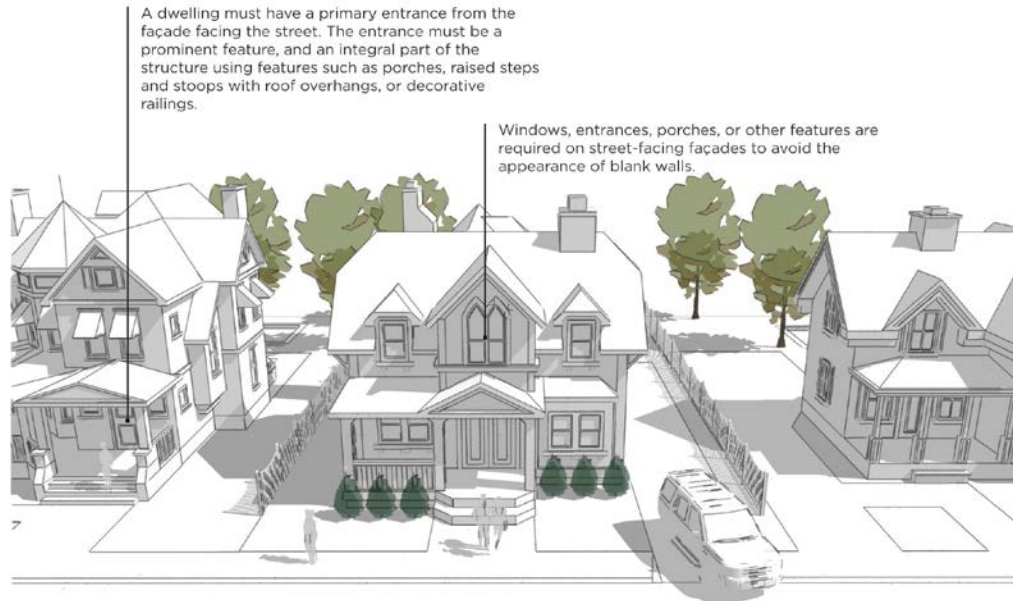 A dwelling must have a primary entrance from the
façade facing the street. The entrance must be a
prominent feature, and an integral part of the
structure using features such as porches, raised steps
and stoops with roof overhangs, or decorative
railings.
Windows, entrances, porches, or other features are
required on street-facing façades to avoid the
appearance of blank walls.
7